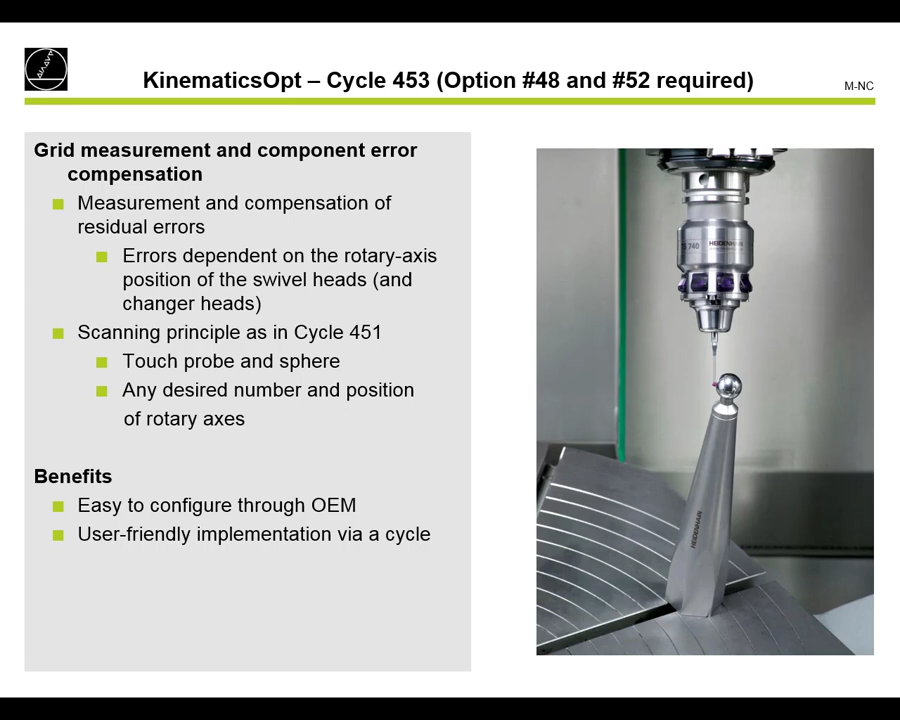 KinematicsOpt – Cycle 453 (Option #48 and #52 required)
M-NC
Grid measurement and component error
compensation
Measurement and compensation of
residual errors
Errors dependent on the rotary-axis
position of the swivel heads (and
changer heads)
Scanning principle as in Cycle 451
Touch probe and sphere
Any desired number and position
of rotary axes
Benefits
Easy to configure through OEM
User-friendly implementation via a cycle
740 HEIDENHAIN
HEIDENHAIN